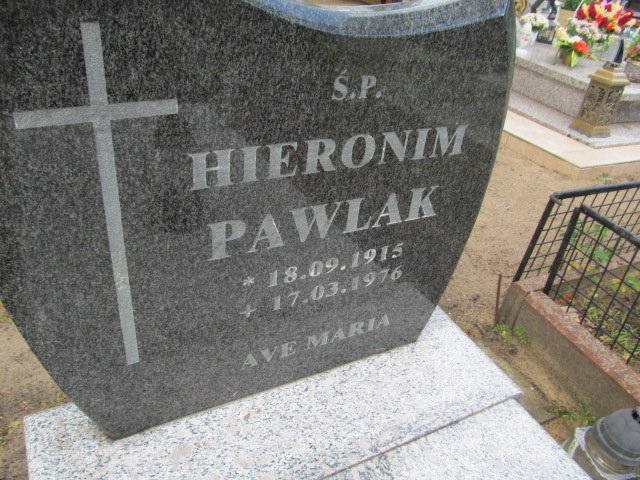 Ś.P.
HIERONIM
PAWLAK
* 18.09.1915
+ 17.03.1976
AVE MARIA